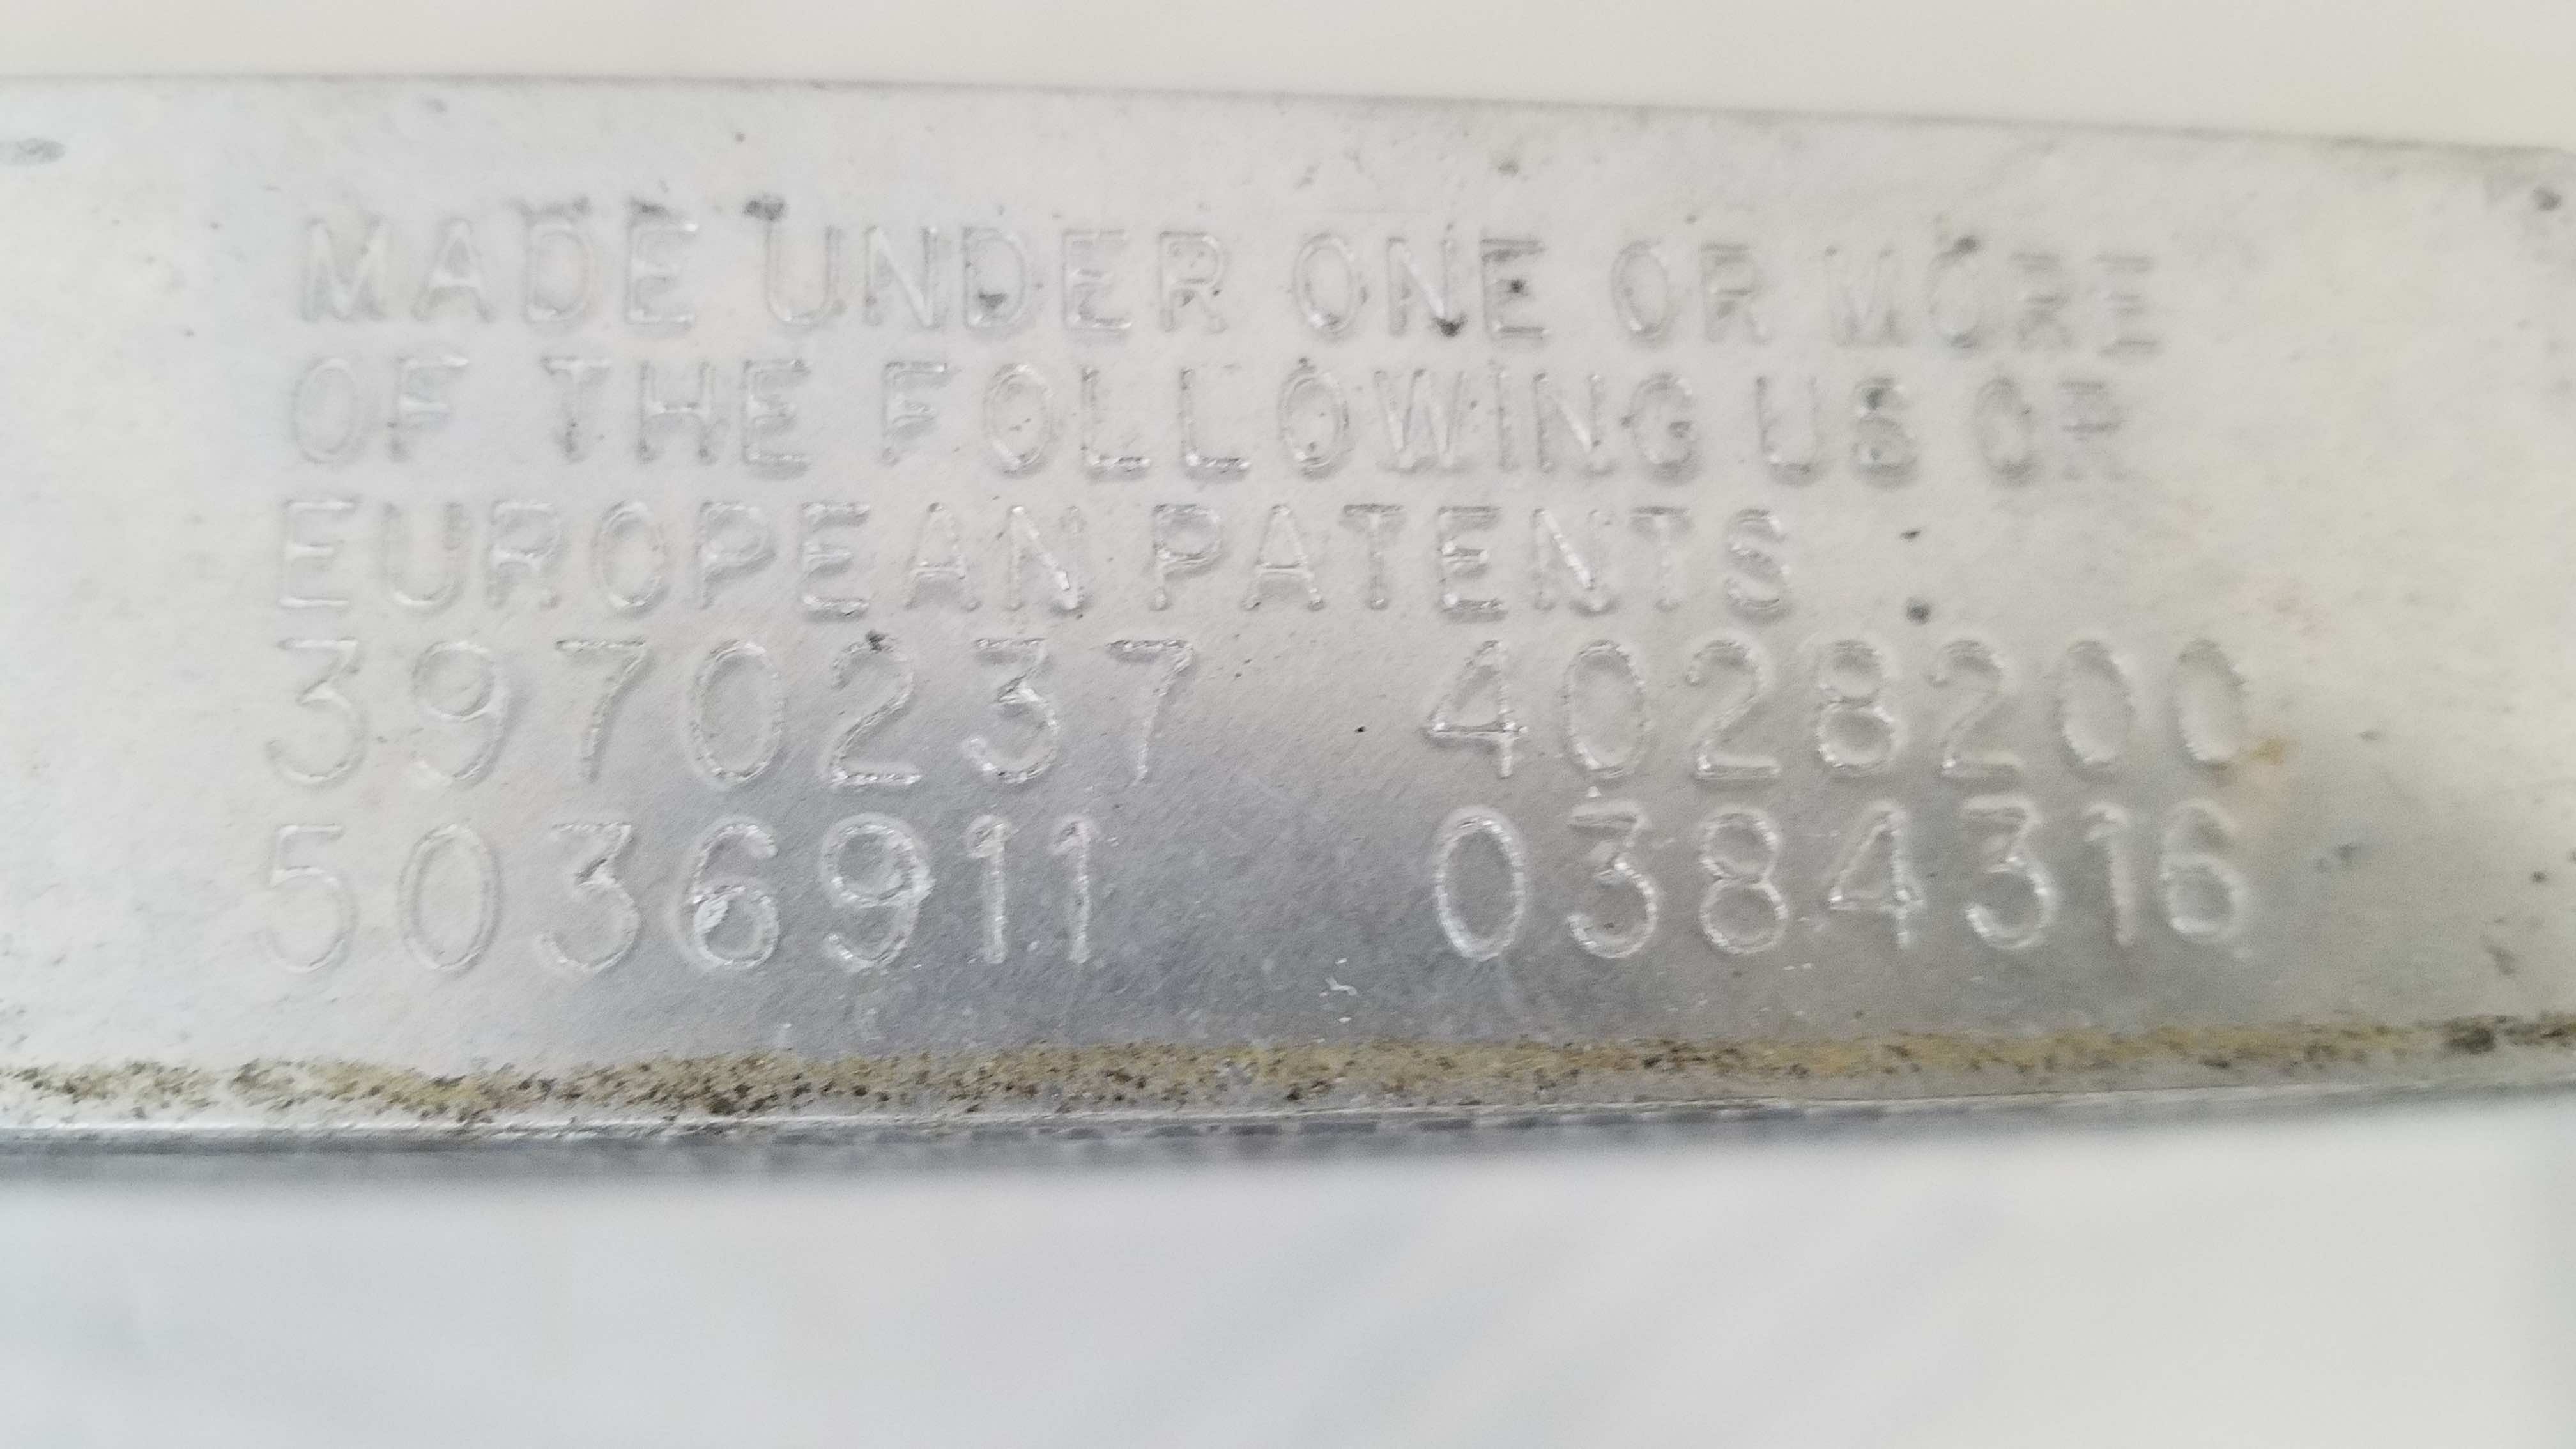 MADE UNDER ONE OR MORE
OF THE FOLLOWING US OR
EUROPEAN PATENTS
3970237 4028200
5036911 0384316